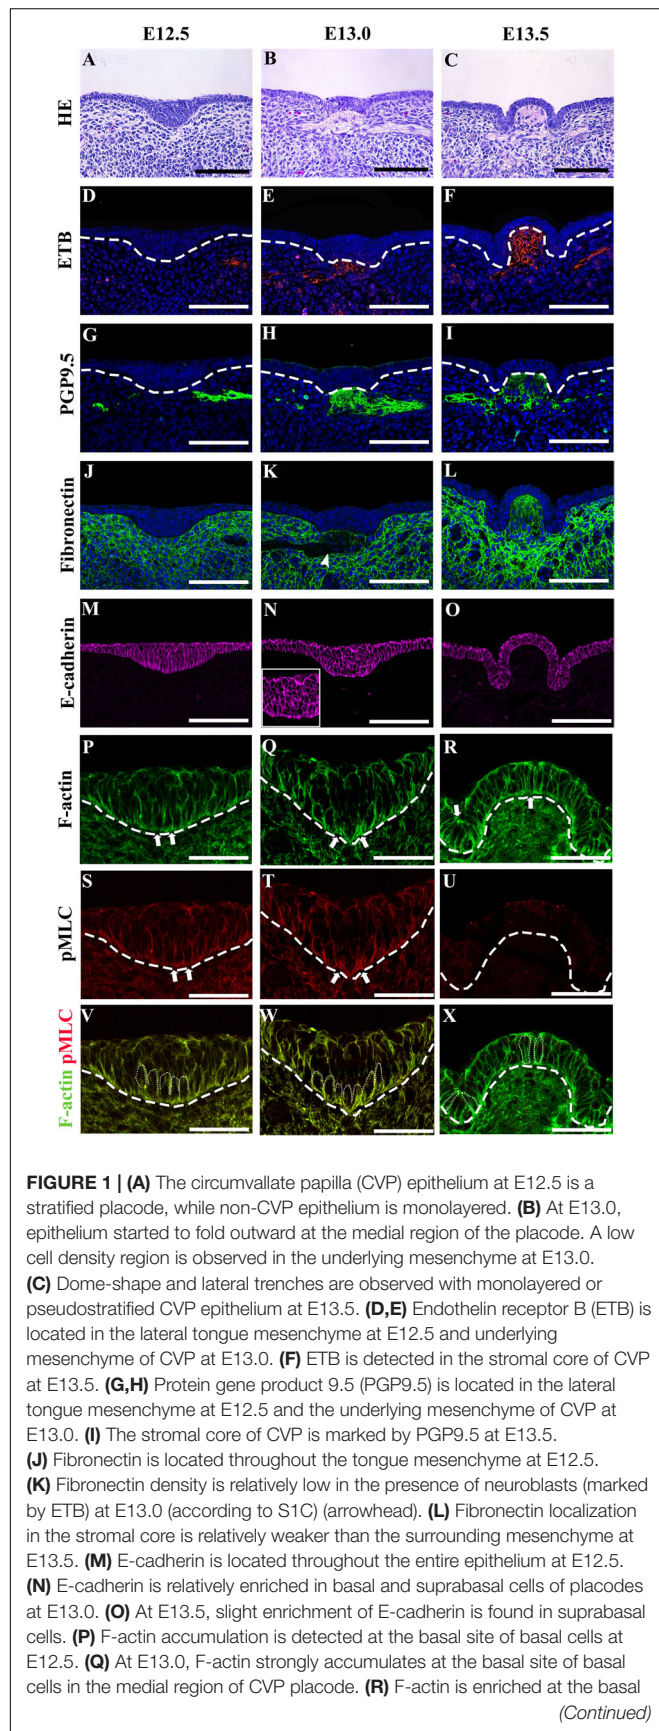 E12.5 E13.0 E13.5
HE
A B C
ETB
D E F
PGP9.5
G H I
Fibronectin
J K L
E-cadherin
M N O
F-actin
P Q R
pMLC
S T U
F-actin pMLC
V W X
FIGURE 1 | (A) The circumvallate papilla (CVP) epithelium at E12.5 is a
stratified placode, while non-CVP epithelium is monolayered. (B) At E13.0,
epithelium started to fold outward at the medial region of the placode. A low
cell density region is observed in the underlying mesenchyme at E13.0.
(C) Dome-shape and lateral trenches are observed with monolayered or
pseudostratified CVP epithelium at E13.5. (D,E) Endothelin receptor B (ETB) is
located in the lateral tongue mesenchyme at E12.5 and underlying
mesenchyme of CVP at E13.0. (F) ETB is detected in the stromal core of CVP
at E13.5. (G,H) Protein gene product 9.5 (PGP9.5) is located in the lateral
tongue mesenchyme at E12.5 and the underlying mesenchyme of CVP at
E13.0. (I) The stromal core of CVP is marked by PGP9.5 at E13.5.
(J) Fibronectin is located throughout the tongue mesenchyme at E12.5.
(K) Fibronectin density is relatively low in the presence of neuroblasts (marked
by ETB) at E13.0 (according to S1C) (arrowhead). (L) Fibronectin localization
in the stromal core is relatively weaker than the surrounding mesenchyme at
E13.5. (M) E-cadherin is located throughout the entire epithelium at E12.5.
(N) E-cadherin is relatively enriched in basal and suprabasal cells of placodes
at E13.0. (O) At E13.5, slight enrichment of E-cadherin is found in suprabasal
cells. (P) F-actin accumulation is detected at the basal site of basal cells at
E12.5. (Q) At E13.0, F-actin strongly accumulates at the basal site of basal
cells in the medial region of CVP placode. (R) F-actin is enriched at the basal
(Continued)